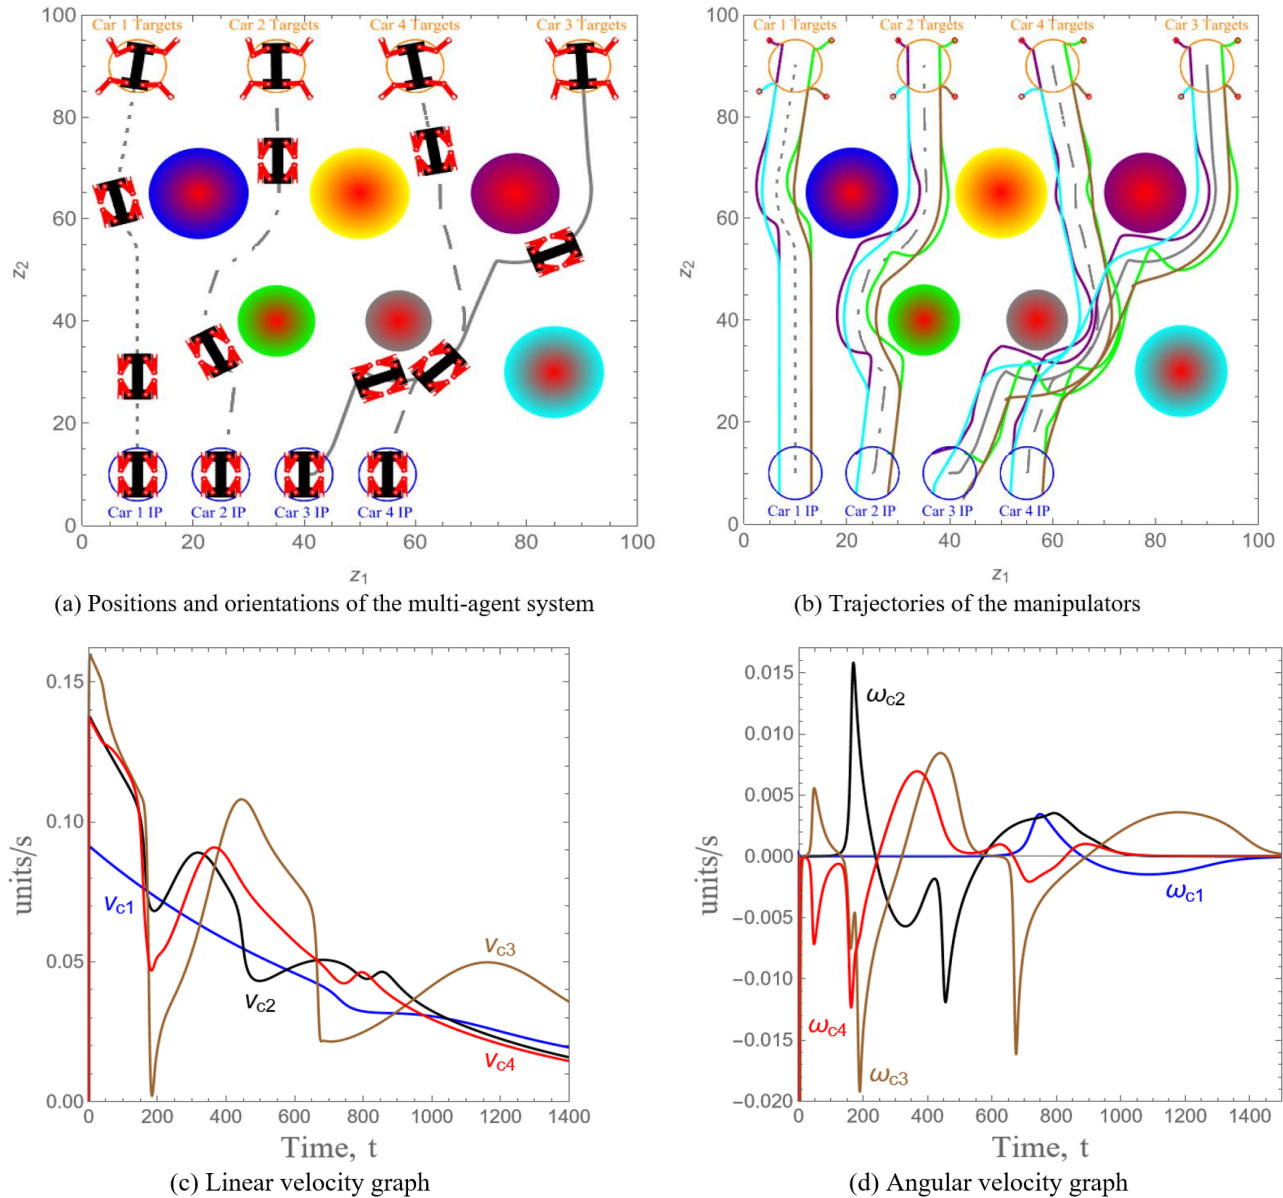 Car 1 Targets Car 2 Targets Car 4 Targets Car 3 Targets
100
80
60
40
20
0
z2
0 20 40 60 80 100
z1
Car 1 IP Car 2 IP Car 3 IP Car 4 IP
(a) Positions and orientations of the multi-agent system
Car 1 Targets Car 2 Targets Car 4 Targets Car 3 Targets
100
80
60
40
20
0
z2
0 20 40 60 80 100
z1
Car 1 IP Car 2 IP Car 3 IP Car 4 IP
(b) Trajectories of the manipulators
0.15
0.10
0.05
0.00
units/s
vc1
vc2
vc3
vc4
0 200 400 600 800 1000 1200 1400
Time, t
(c) Linear velocity graph
0.015
0.010
0.005
0.000
−0.005
−0.010
−0.015
−0.020
units/s
ωc2
ωc1
ωc4
ωc3
0 200 400 600 800 1000 1200 1400
Time, t
(d) Angular velocity graph